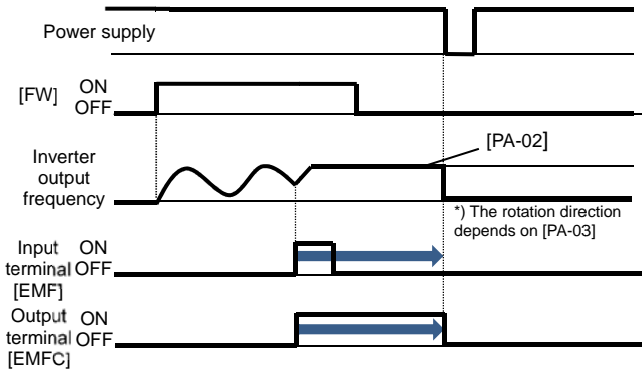 Power supply
[FW] ON
OFF
[PA-02]
Inverter
output
frequency
*) The rotation direction
depends on [PA-03]
Input ON
terminal OFF
[EMF]
Output ON
terminal OFF
[EMFC]